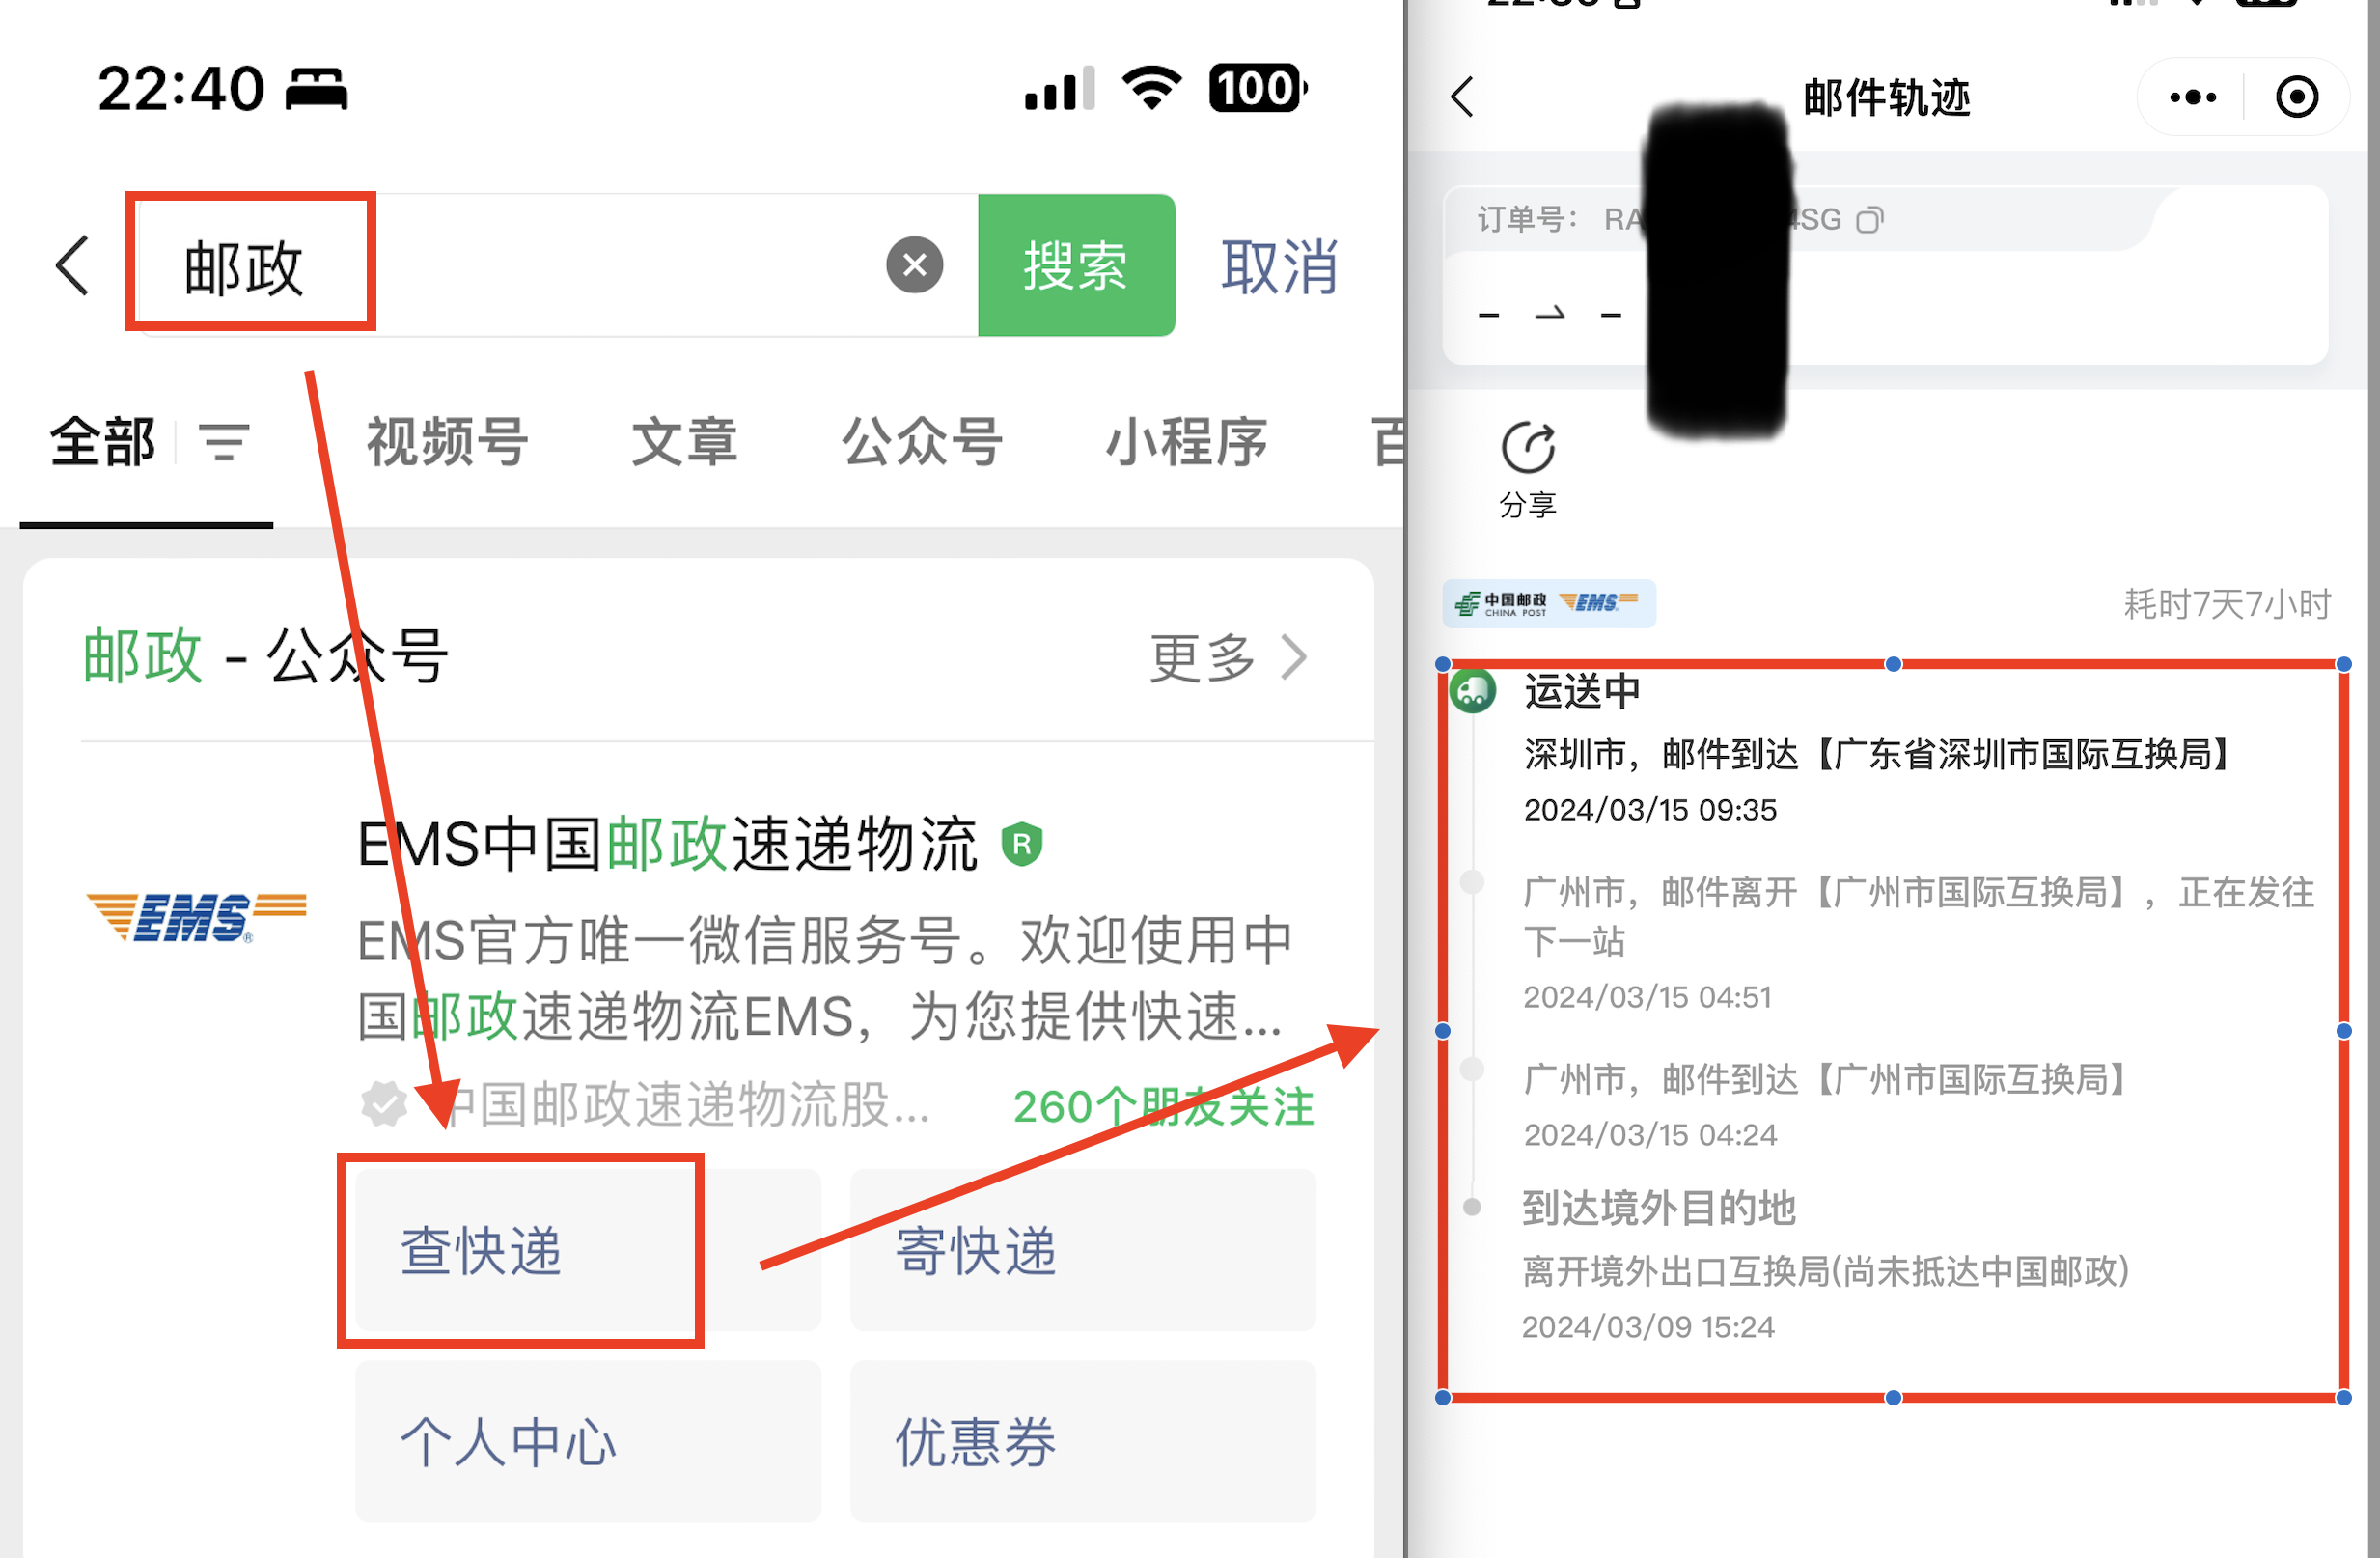 22:40
100
邮政
搜索
取消
全部
视频号
文章
公众号
小程序
邮政 - 公众号
更多
EMS中国邮政速递物流
R
EMS
EMS官方唯一微信服务号。欢迎使用中
国邮政速递物流EMS，为您提供快速...
中国邮政速递物流股...
260个朋友关注
查快递
寄快递
个人中心
优惠券
邮件轨迹
订单号： RA
4SG
分享
中国邮政
CHINA POST
EMS
耗时7天7小时
运送中
深圳市，邮件到达【广东省深圳市国际互换局】
2024/03/15 09:35
广州市，邮件离开【广州市国际互换局】，正在发往
下一站
2024/03/15 04:51
广州市，邮件到达【广州市国际互换局】
2024/03/15 04:24
到达境外目的地
离开境外出口互换局(尚未抵达中国邮政)
2024/03/09 15:24